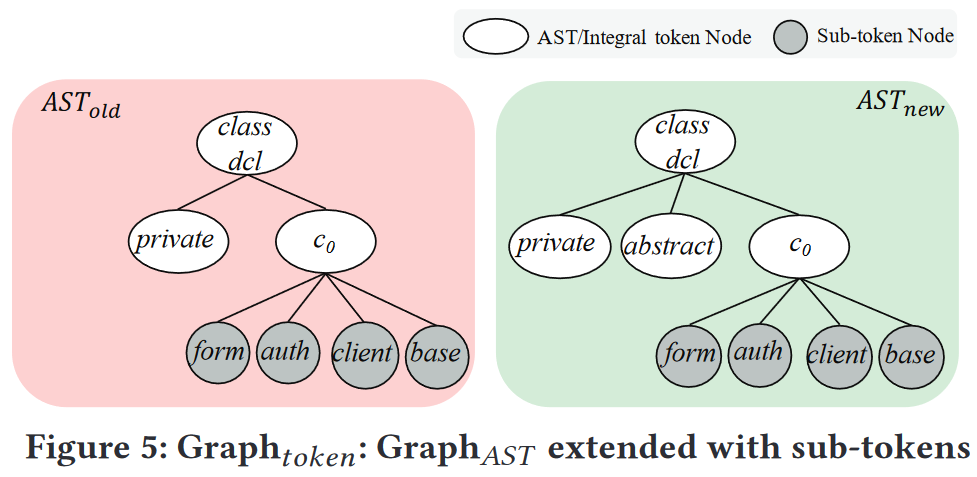 AST/Integral token Node
Sub-token Node
AST_old
AST_new
class
dcl
private
c_0
form
auth
client
base
class
dcl
private
abstract
c_0
form
auth
client
base
Figure 5: Graph_token: Graph_AST extended with sub-tokens